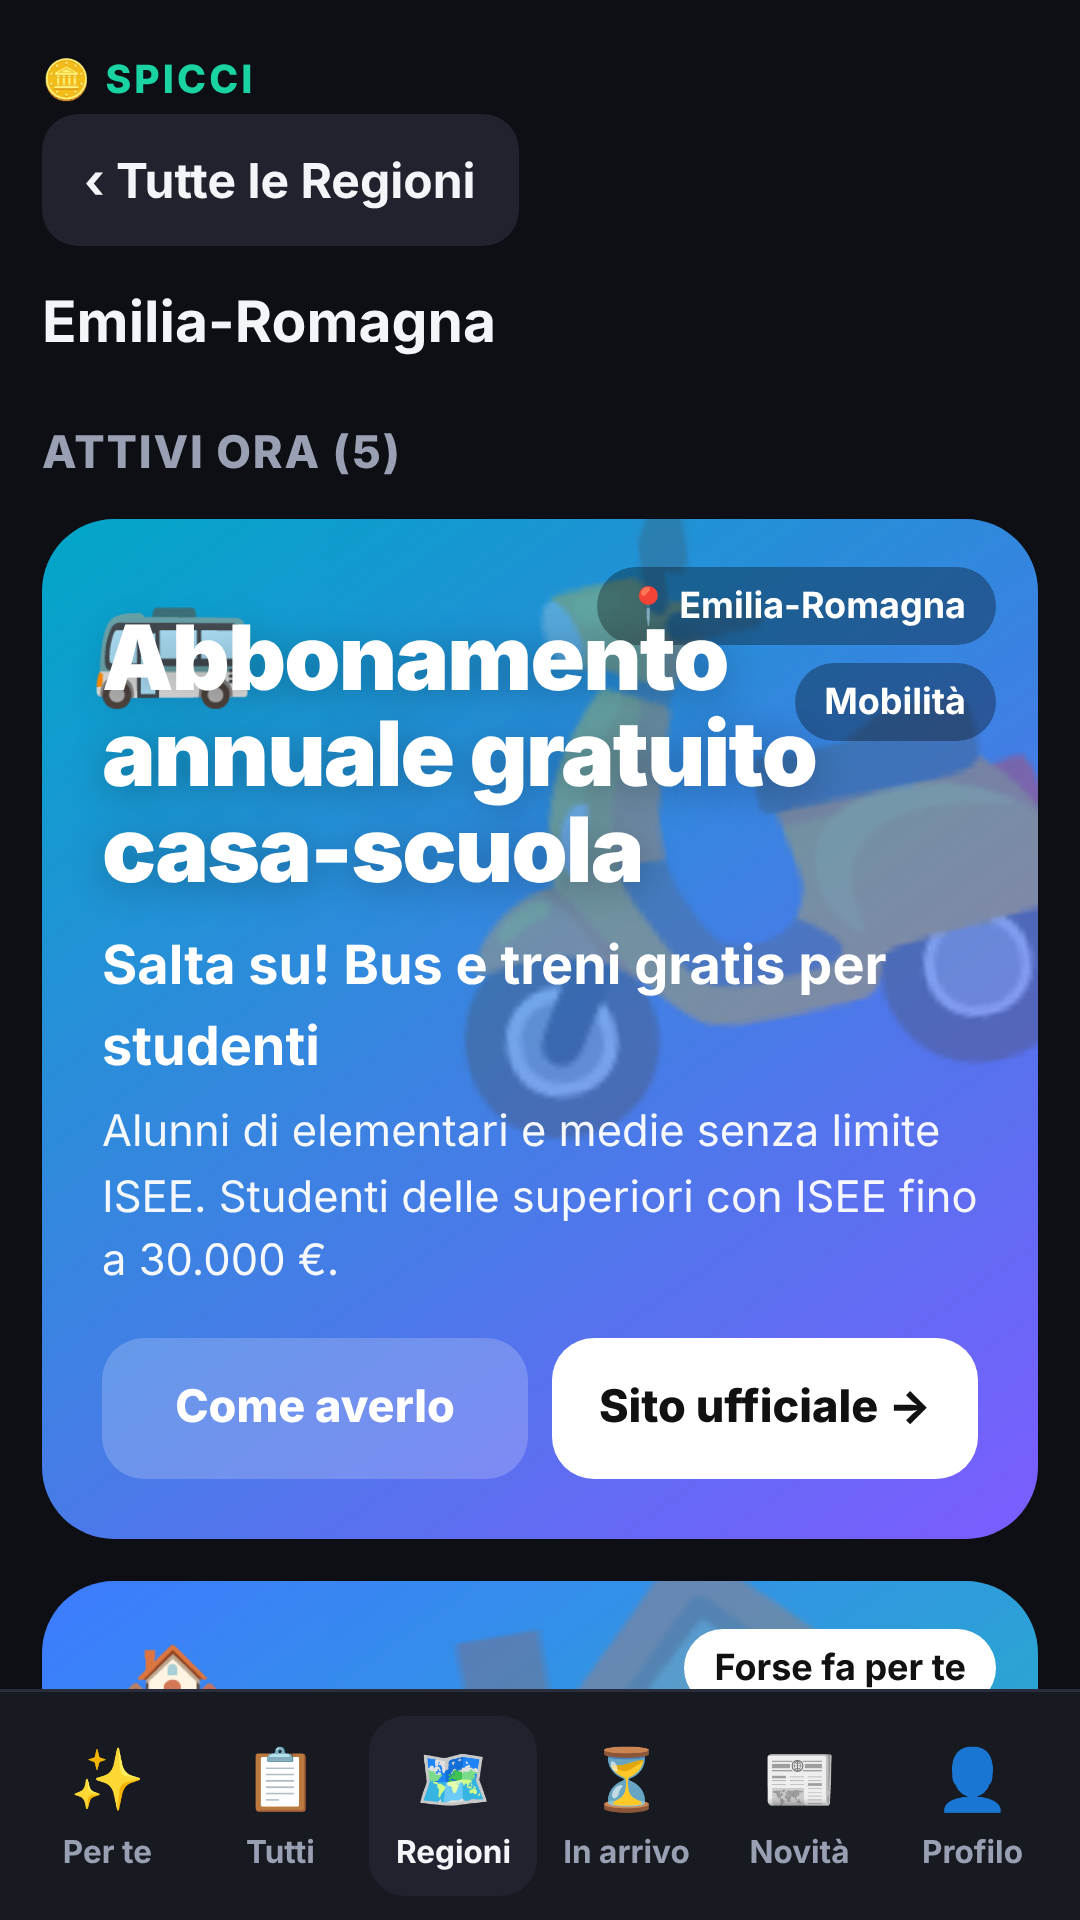 SPICCI
‹ Tutte le Regioni
Emilia-Romagna
ATTIVI ORA (5)
Emilia-Romagna
Mobilità
Abbonamento
annuale gratuito
casa-scuola
Salta su! Bus e treni gratis per
studenti
Alunni di elementari e medie senza limite
ISEE. Studenti delle superiori con ISEE fino
a 30.000 €.
Come averlo
Sito ufficiale →
Forse fa per te
Per te
Tutti
Regioni
In arrivo
Novità
Profilo